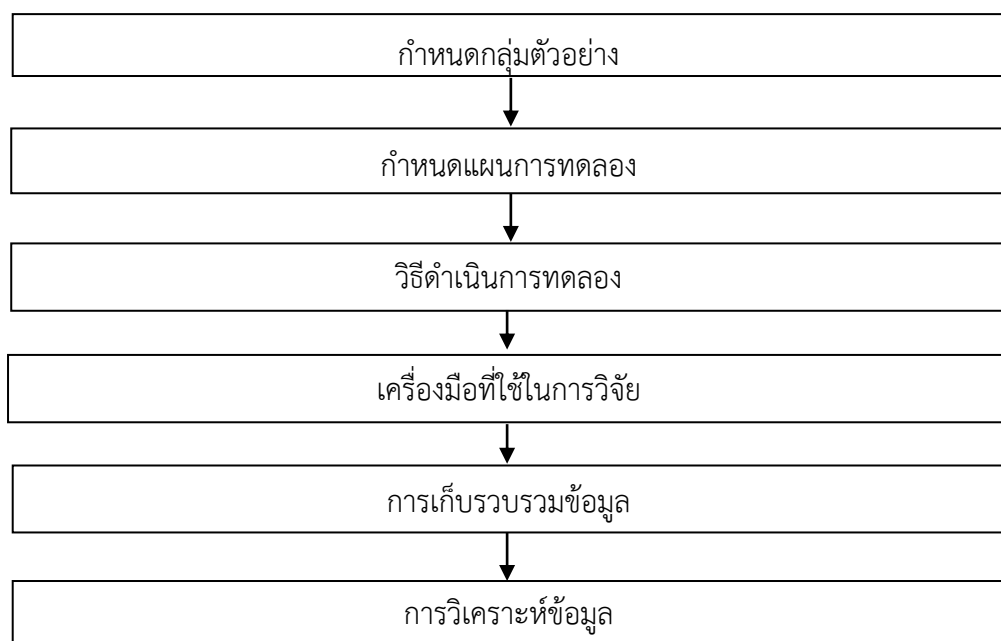 กำหนดกลุ่มตัวอย่าง
กำหนดแผนการทดลอง
วิธีดำเนินการทดลอง
เครื่องมือที่ใช้ในการวิจัย
การเก็บรวบรวมข้อมูล
การวิเคราะห์ข้อมูล